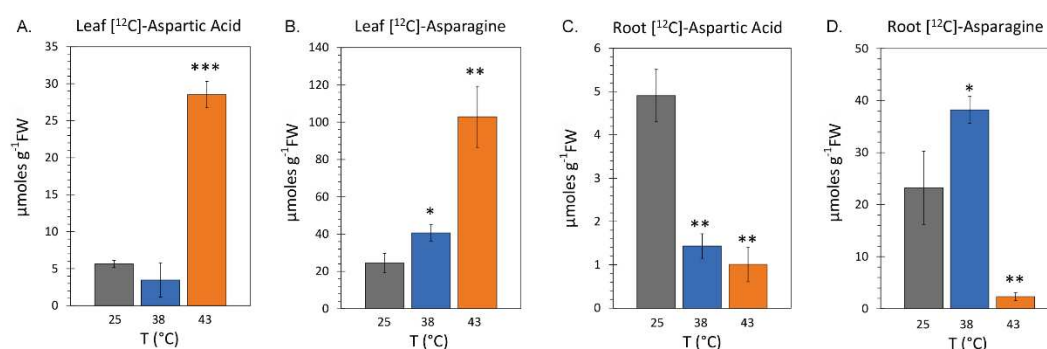 A. Leaf [¹²C]-Aspartic Acid
μmoles g⁻¹FW
35
30
25
20
15
10
5
0
***
25 38 43
T (°C)
B. Leaf [¹²C]-Asparagine
μmoles g⁻¹FW
140
120
100
80
60
40
20
0
*
**
25 38 43
T (°C)
C. Root [¹²C]-Aspartic Acid
μmoles g⁻¹FW
6
5
4
3
2
1
0
** **
25 38 43
T (°C)
D. Root [¹²C]-Asparagine
μmoles g⁻¹FW
50
40
30
20
10
0
*
**
25 38 43
T (°C)